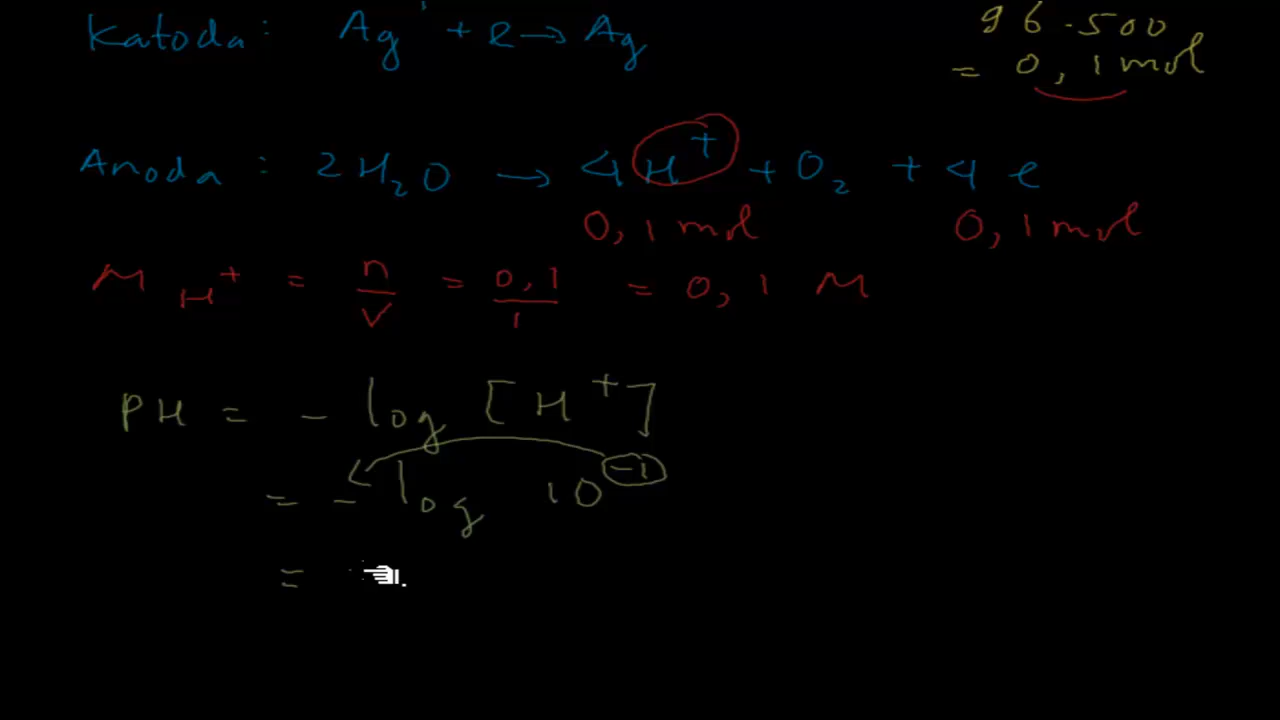 Katoda : Ag⁺ + e → Ag
96.500
= 0,1 mol
Anoda : 2H₂O → 4H⁺ + O₂ + 4e
0,1 mol 0,1 mol
M H⁺ = n/V = 0,1/1 = 0,1 M
PH = - log [H⁺]
= - log 10⁻¹
=